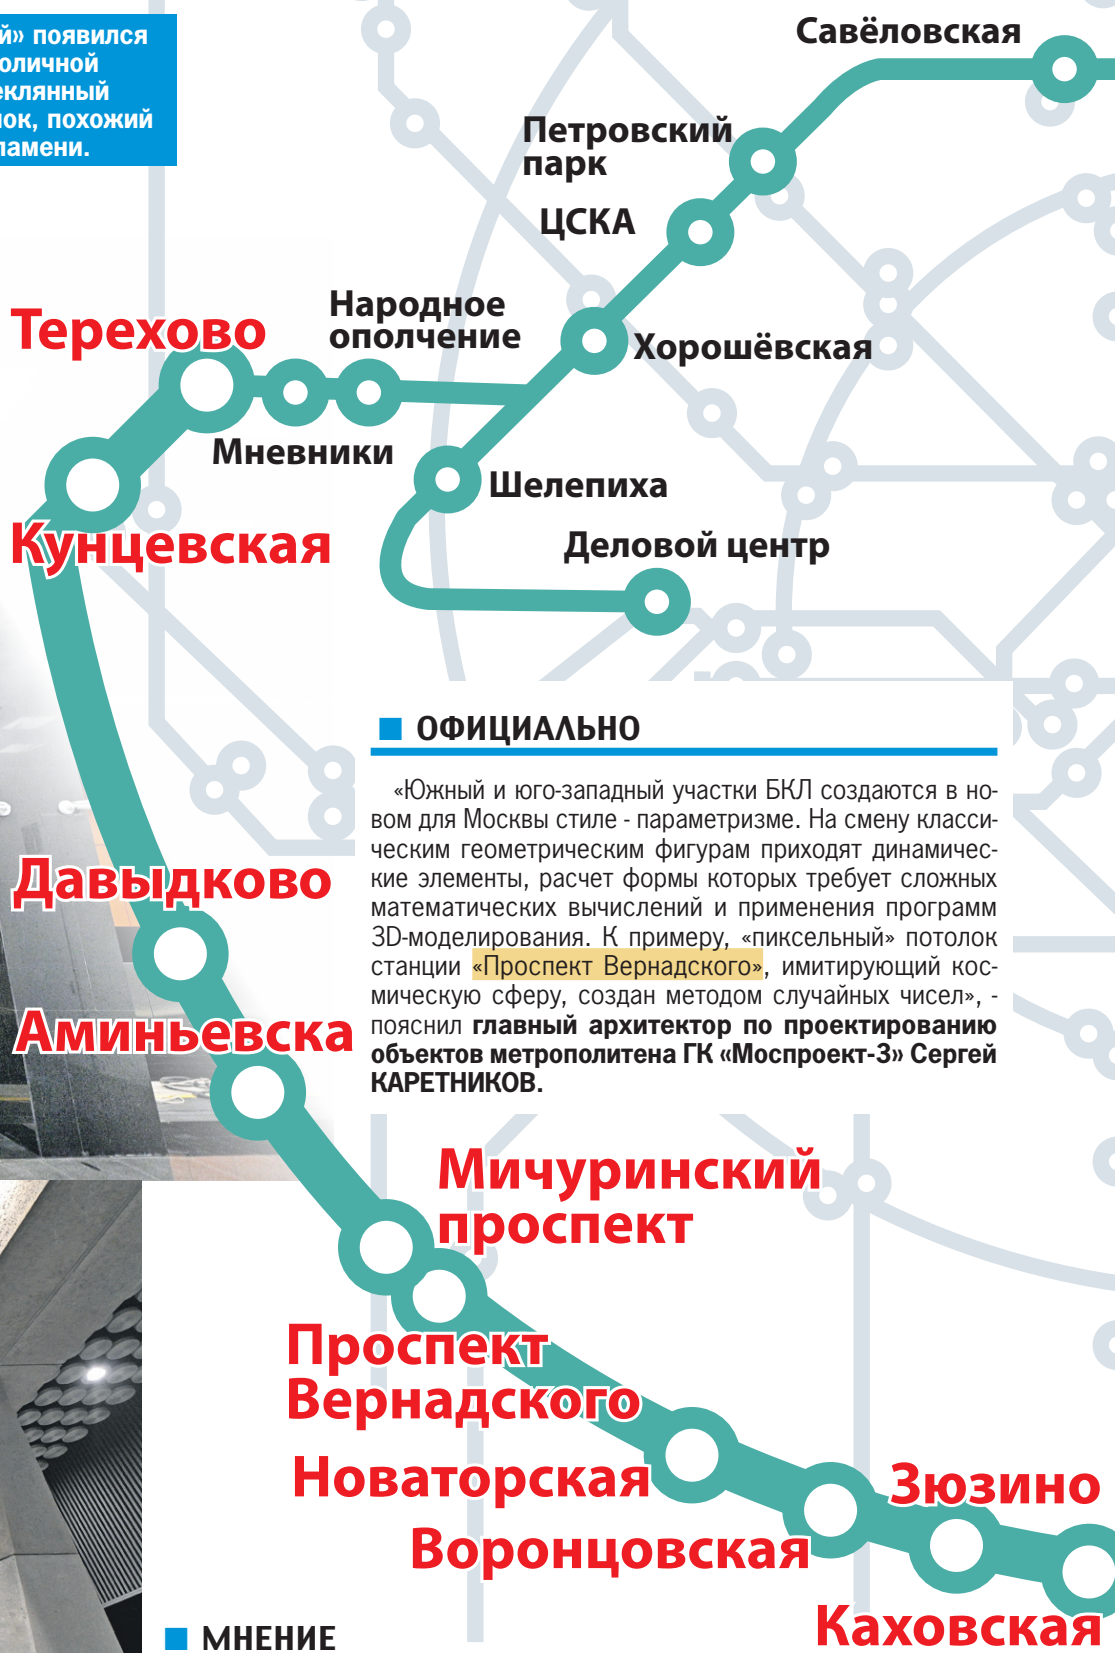 й» появился
оличной
еклянный
ок, похожий
ламени.
Савёловская
Петровский
парк
ЦСКА
Народное
ополчение
Хорошёвская
Терехово
Мневники
Шелепиха
Кунцевская
Деловой центр
ОФИЦИАЛЬНО
«Южный и юго-западный участки БКЛ создаются в но-
вом для Москвы стиле - параметризме. На смену класси-
ческим геометрическим фигурам приходят динамичес-
кие элементы, расчет формы которых требует сложных
математических вычислений и применения программ
3D-моделирования. К примеру, «пиксельный» потолок
станции «Проспект Вернадского», имитирующий кос-
мическую сферу, создан методом случайных чисел», -
пояснил главный архитектор по проектированию
объектов метрополитена ГК «Моспроект-3» Сергей
КАРЕТНИКОВ.
Давыдково
Аминьевска
Мичуринский
проспект
Проспект
Вернадского
Новаторская
Зюзино
Воронцовская
Каховская
МНЕНИЕ